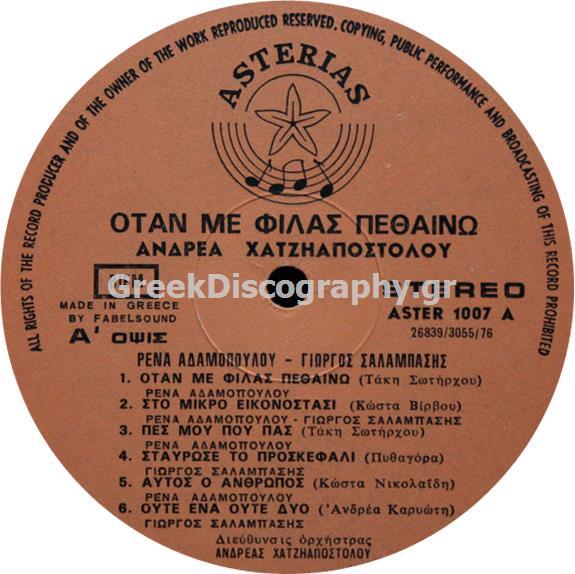 ALL RIGHTS OF THE RECORD PRODUCER AND OF THE OWNER OF THE WORK REPRODUCED RESERVED. COPYING, PUBLIC PERFORMANCE AND BROADCASTING OF THIS RECORD PROHIBITED
ASTERIAS
ΟΤΑΝ ΜΕ ΦΙΛΑΣ ΠΕΘΑΙΝΩ
ΑΝΔΡΕΑ ΧΑΤΖΗΑΠΟΣΤΟΛΟΥ
GreekDiscography.gr
STEREO
MADE IN GREECE
BY FABELSOUND
ASTER 1007 A
26839/3055/76
Α' ΟΨΙΣ
ΡΕΝΑ ΑΔΑΜΟΠΟΥΛΟΥ - ΓΙΩΡΓΟΣ ΣΑΛΑΜΠΑΣΗΣ
1. ΟΤΑΝ ΜΕ ΦΙΛΑΣ ΠΕΘΑΙΝΩ (Τάκη Σωτήρχου)
ΡΕΝΑ ΑΔΑΜΟΠΟΥΛΟΥ
2. ΣΤΟ ΜΙΚΡΟ ΕΙΚΟΝΟΣΤΑΣΙ (Κώστα Βίρβου)
ΡΕΝΑ ΑΔΑΜΟΠΟΥΛΟΥ - ΓΙΩΡΓΟΣ ΣΑΛΑΜΠΑΣΗΣ
3. ΠΕΣ ΜΟΥ ΠΟΥ ΠΑΣ (Τάκη Σωτήρχου)
ΡΕΝΑ ΑΔΑΜΟΠΟΥΛΟΥ
4. ΣΤΑΥΡΩΣΕ ΤΟ ΠΡΟΣΚΕΦΑΛΙ (Πυθαγόρα)
ΓΙΩΡΓΟΣ ΣΑΛΑΜΠΑΣΗΣ
5. ΑΥΤΟΣ Ο ΑΝΘΡΩΠΟΣ (Κώστα Νικολαΐδη)
ΡΕΝΑ ΑΔΑΜΟΠΟΥΛΟΥ
6. ΟΥΤΕ ΕΝΑ ΟΥΤΕ ΔΥΟ ('Ανδρέα Καρυώτη)
ΓΙΩΡΓΟΣ ΣΑΛΑΜΠΑΣΗΣ
Διεύθυνσις ὀρχήστρας
ΑΝΔΡΕΑΣ ΧΑΤΖΗΑΠΟΣΤΟΛΟΥ